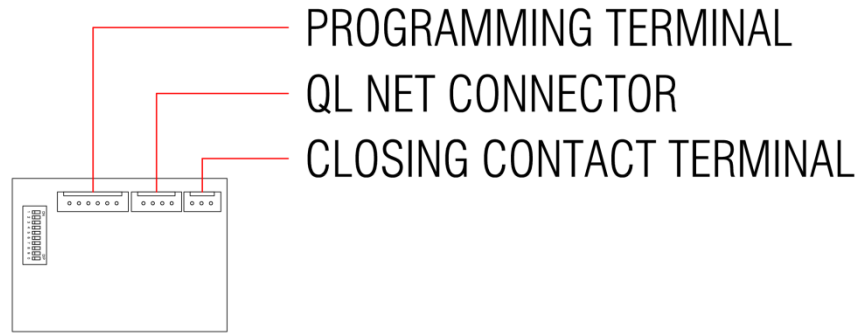 PROGRAMMING TERMINAL
QL NET CONNECTOR
CLOSING CONTACT TERMINAL